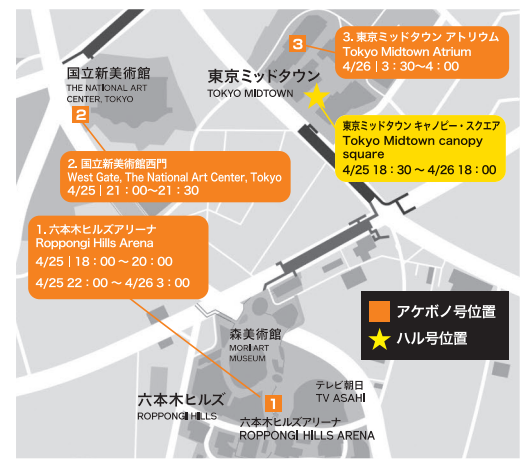 3. 東京ミッドタウン アトリウム
Tokyo Midtown Atrium
4/26 | 3：30～4：00
3
国立新美術館
THE NATIONAL ART
CENTER, TOKYO
東京ミッドタウン
TOKYO MIDTOWN
2
東京ミッドタウン キャノピー・スクエア
Tokyo Midtown canopy
square
4/25 18：30 ～ 4/26 18：00
2. 国立新美術館西門
West Gate, The National Art Center, Tokyo
4/25 | 21：00～21：30
1. 六本木ヒルズアリーナ
Roppongi Hills Arena
4/25 | 18：00 ～ 20：00
4/25 22：00 ～ 4/26 3：00
アケボノ号位置
ハル号位置
森美術館
MORI ART
MUSEUM
テレビ朝日
TV ASAHI
六本木ヒルズ
ROPPONGI HILLS
1
六本木ヒルズアリーナ
ROPPONGI HILLS ARENA